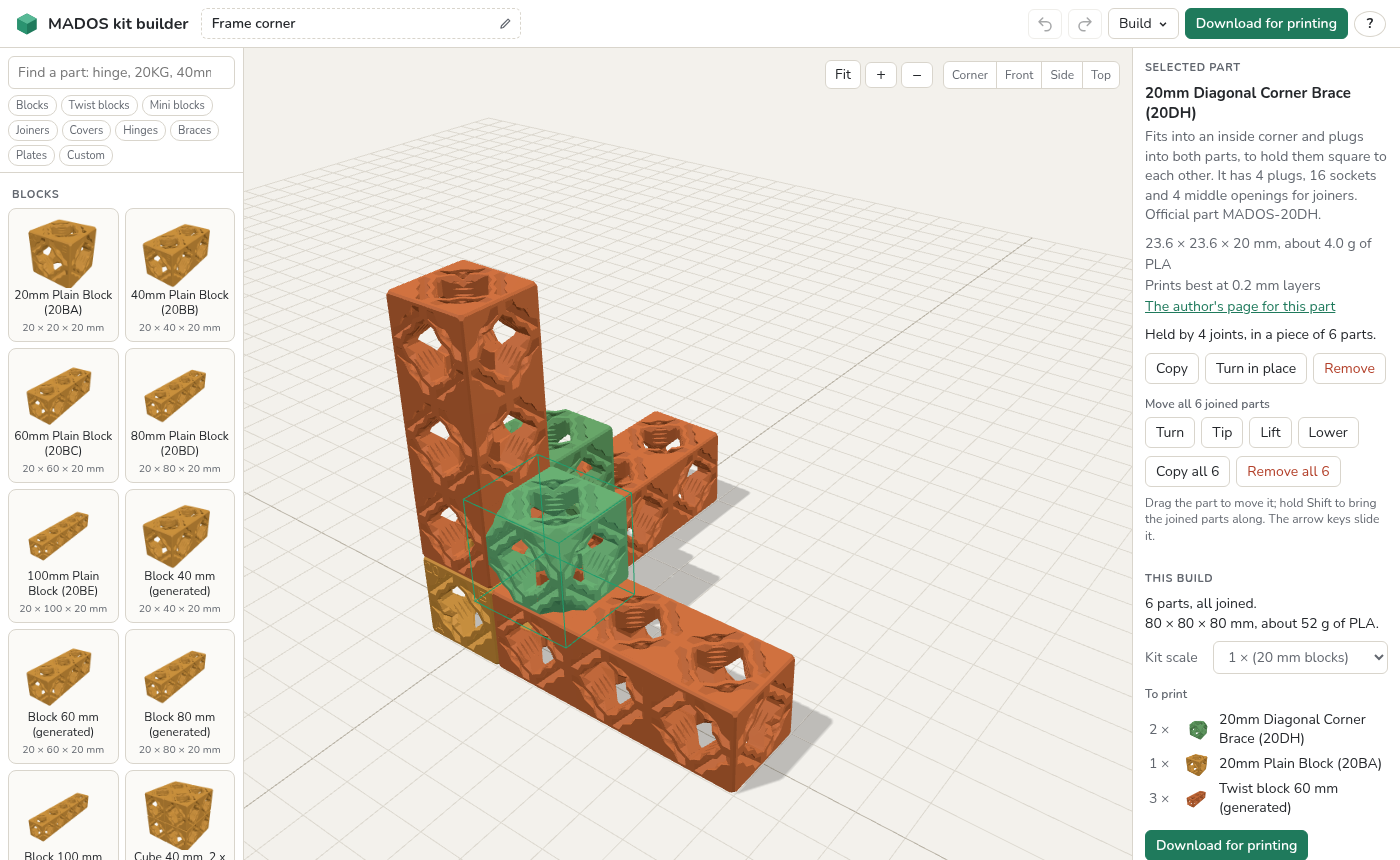 MADOS kit builder
Frame corner
Build
Download for printing
?
Find a part: hinge, 20KG, 40mm
Blocks
Twist blocks
Mini blocks
Joiners
Covers
Hinges
Braces
Plates
Custom
BLOCKS
20mm Plain Block
(20BA)
20 × 20 × 20 mm
40mm Plain Block
(20BB)
20 × 40 × 20 mm
60mm Plain Block
(20BC)
20 × 60 × 20 mm
80mm Plain Block
(20BD)
20 × 80 × 20 mm
100mm Plain
Block (20BE)
20 × 100 × 20 mm
Block 40 mm
(generated)
20 × 40 × 20 mm
Block 60 mm
(generated)
20 × 60 × 20 mm
Block 80 mm
(generated)
20 × 80 × 20 mm
Block 100 mm
Cube 40 mm, 2 x
Fit
+
−
Corner
Front
Side
Top
SELECTED PART
20mm Diagonal Corner Brace
(20DH)
Fits into an inside corner and plugs
into both parts, to hold them square to
each other. It has 4 plugs, 16 sockets
and 4 middle openings for joiners.
Official part MADOS-20DH.
23.6 × 23.6 × 20 mm, about 4.0 g of
PLA
Prints best at 0.2 mm layers
The author's page for this part
Held by 4 joints, in a piece of 6 parts.
Copy
Turn in place
Remove
Move all 6 joined parts
Turn
Tip
Lift
Lower
Copy all 6
Remove all 6
Drag the part to move it; hold Shift to bring
the joined parts along. The arrow keys slide
it.
THIS BUILD
6 parts, all joined.
80 × 80 × 80 mm, about 52 g of PLA.
Kit scale
1 × (20 mm blocks)
To print
2 ×
20mm Diagonal Corner
Brace (20DH)
1 ×
20mm Plain Block (20BA)
3 ×
Twist block 60 mm
(generated)
Download for printing